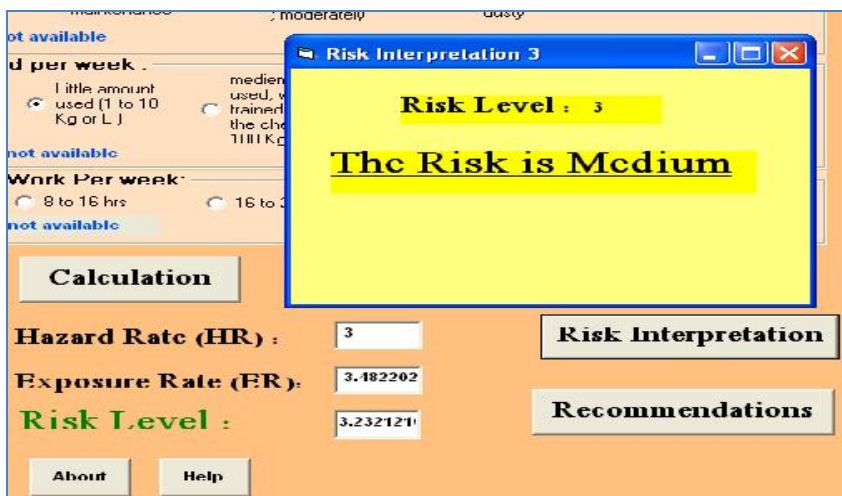 maintenance
; moderately
dusty
ot available
d per week :
Little amount
used (1 to 10
Kg or L)
medien
used, w
trained
the che
100 Kg
not available
Work Per week:
8 to 16 hrs
16 to 3
not available
Risk Interpretation 3
Risk Level : 3
The Risk is Medium
Calculation
Hazard Rate (HR) :
3
Risk Interpretation
Exposure Rate (ER):
3.482202
Recommendations
Risk Level :
3.232121
About
Help